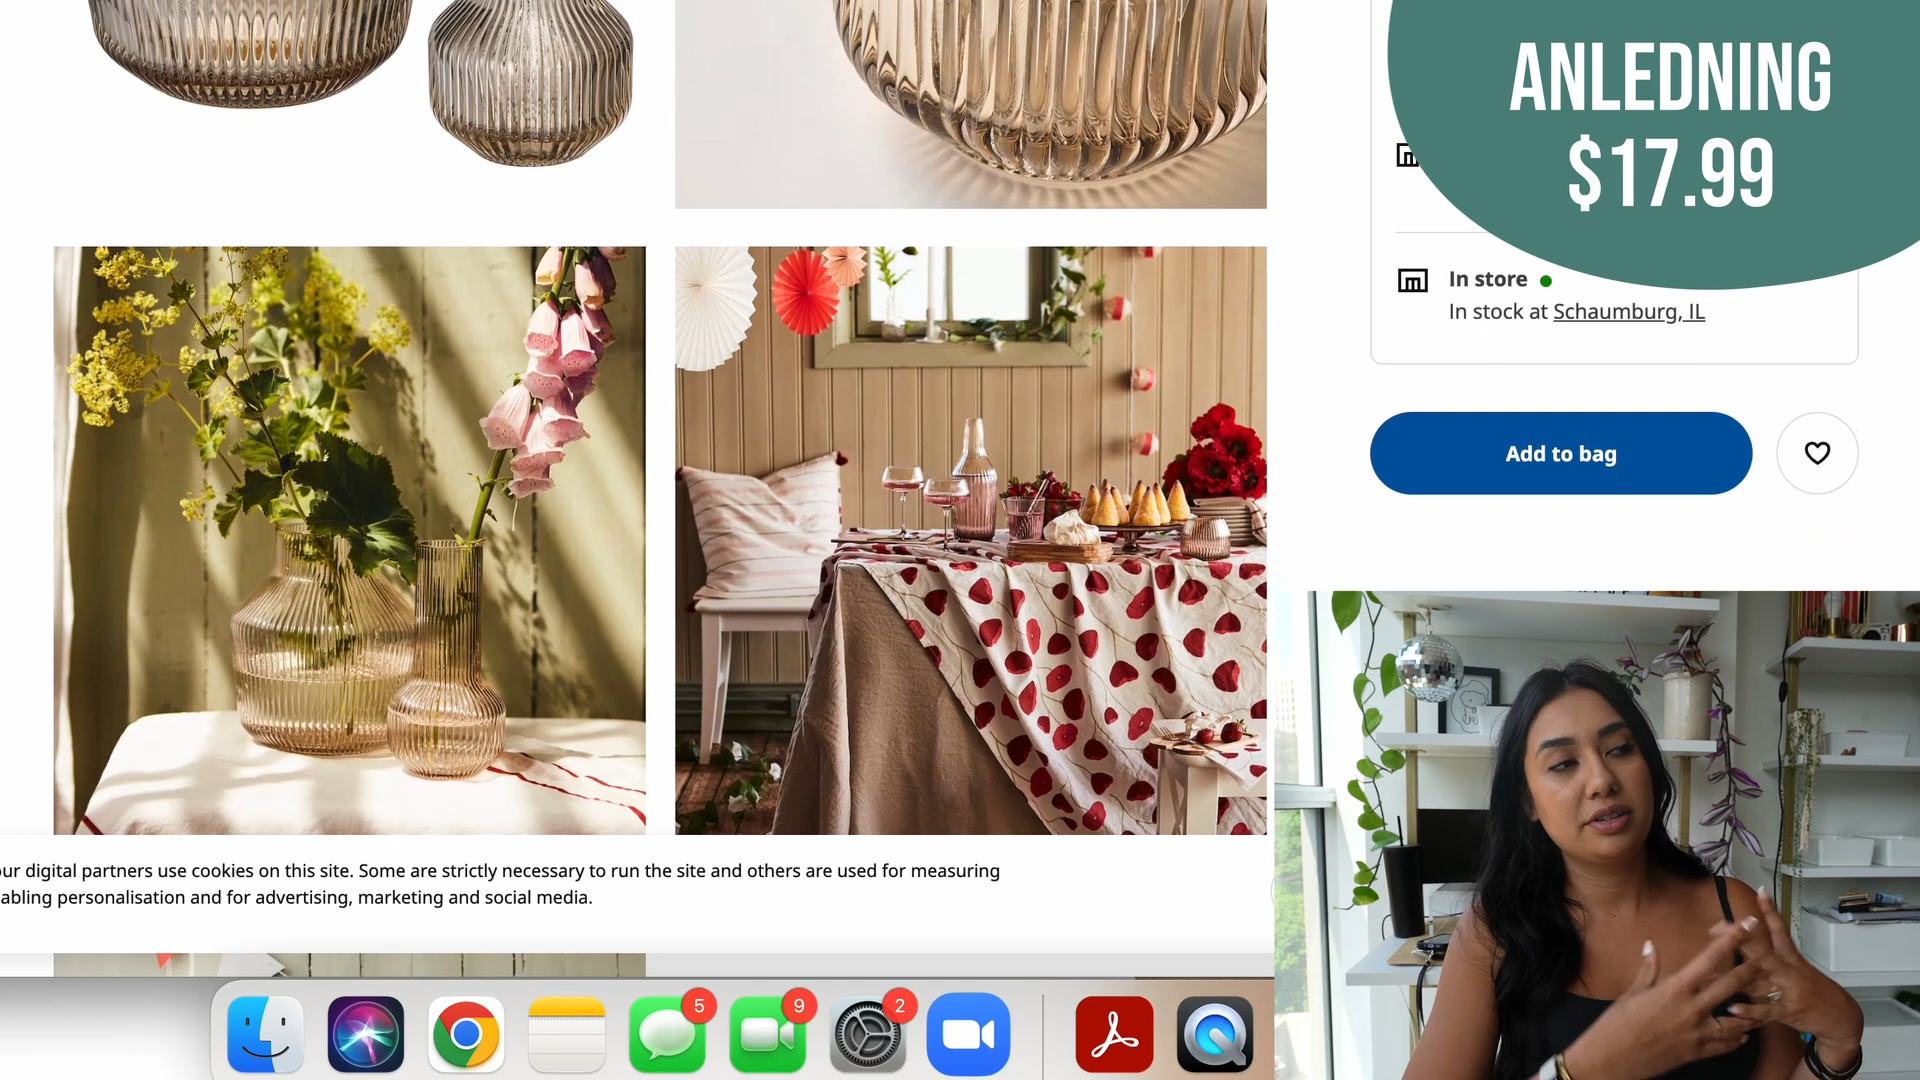 ANLEDNING
$17.99
In store
In stock at Schaumburg, IL
Add to bag
our digital partners use cookies on this site. Some are strictly necessary to run the site and others are used for measuring
abling personalisation and for advertising, marketing and social media.
5
9
2